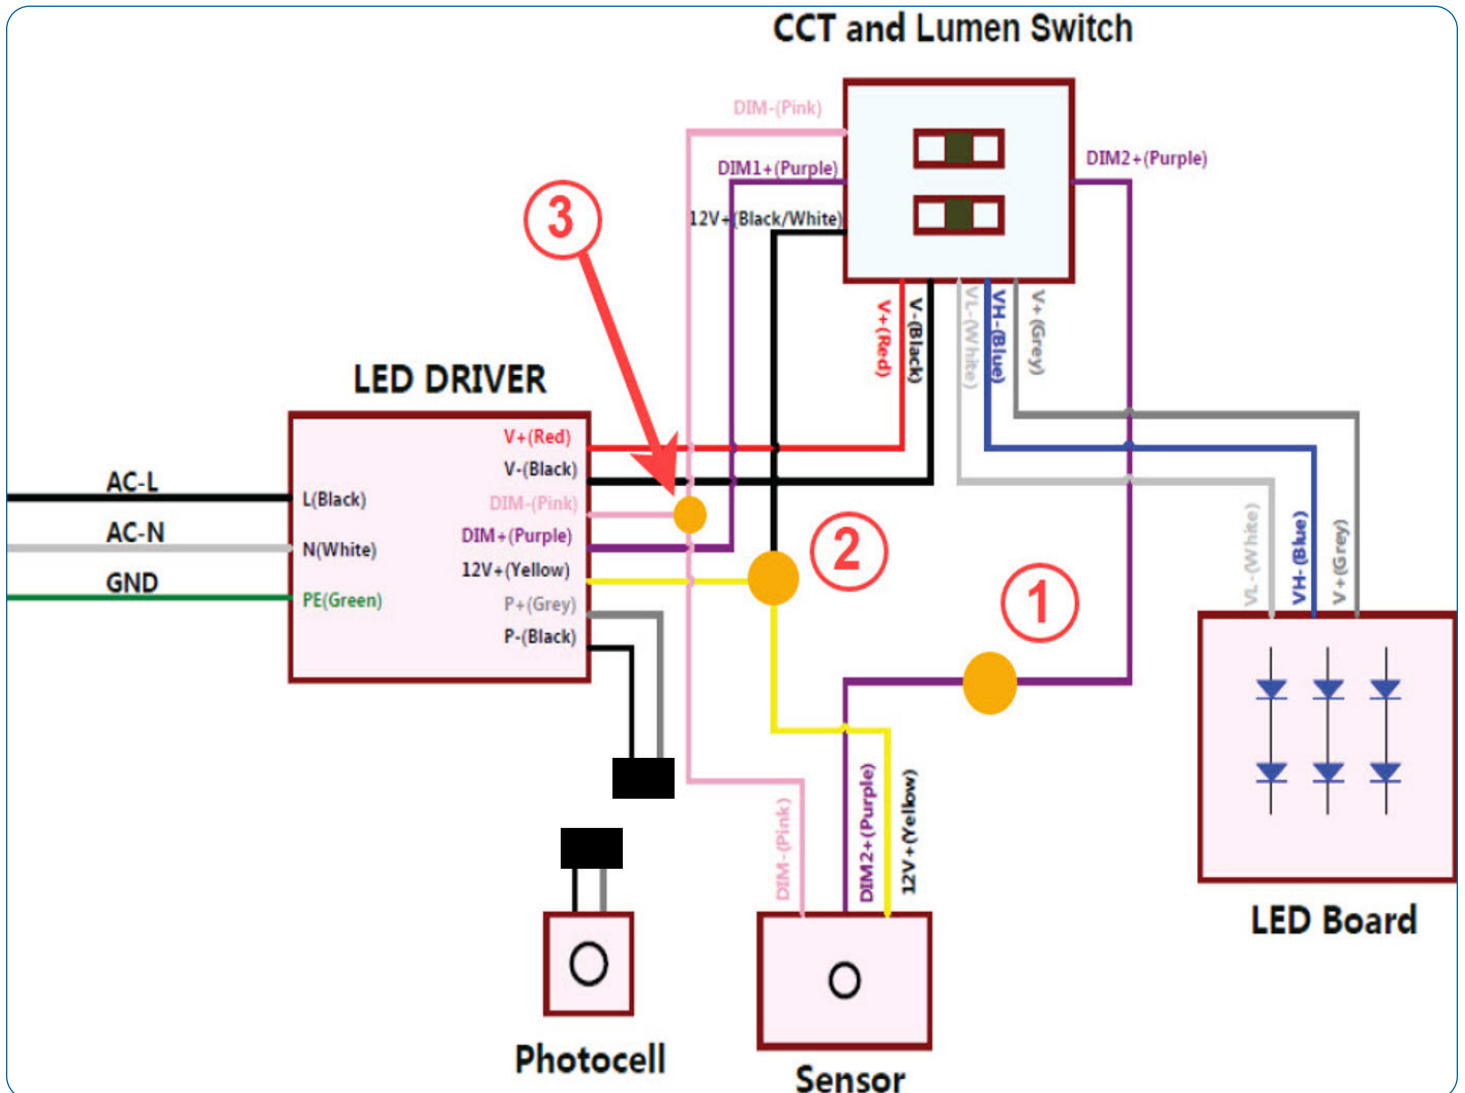 CCT and Lumen Switch
DIM-(Pink)
DIM1+(Purple)
12V+(Black/White)
DIM2+(Purple)
3
V+(Red)
V-(Black)
VL-(White)
VH-(Blue)
V+(Grey)
LED DRIVER
AC-L
AC-N
GND
L(Black)
N(White)
PE(Green)
V+(Red)
V-(Black)
DIM-(Pink)
DIM+(Purple)
12V+(Yellow)
P+(Grey)
P-(Black)
2
1
VL-(White)
VH-(Blue)
V+(Grey)
DIM-(Pink)
DIM2+(Purple)
12V+(Yellow)
LED Board
Photocell
Sensor